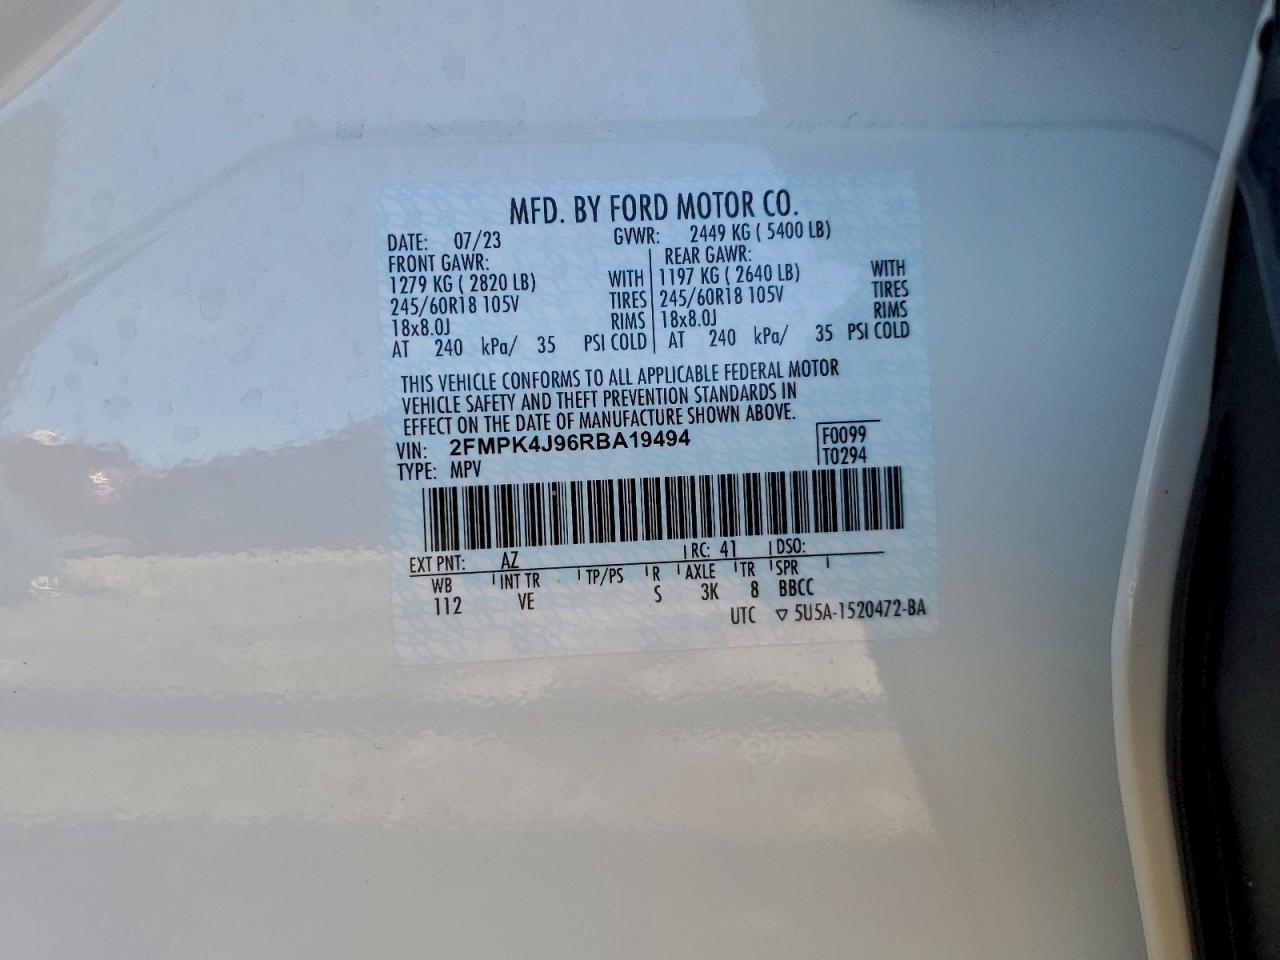 MFD. BY FORD MOTOR CO.
DATE: 07/23 GVWR: 2449 KG ( 5400 LB)
FRONT GAWR: REAR GAWR:
1279 KG ( 2820 LB) WITH 1197 KG ( 2640 LB) WITH
245/60R18 105V TIRES 245/60R18 105V TIRES
18x8.0J RIMS 18x8.0J RIMS
AT 240 kPa/ 35 PSI COLD AT 240 kPa/ 35 PSI COLD
THIS VEHICLE CONFORMS TO ALL APPLICABLE FEDERAL MOTOR
VEHICLE SAFETY AND THEFT PREVENTION STANDARDS IN
EFFECT ON THE DATE OF MANUFACTURE SHOWN ABOVE.
VIN: 2FMPK4J96RBA19494 F0099
TYPE: MPV T0294
EXT PNT: AZ RC: 41 DSO:
WB INT TR TP/PS R AXLE TR SPR
112 VE S 3K 8 BBCC
UTC ▽ 5U5A-1520472-BA